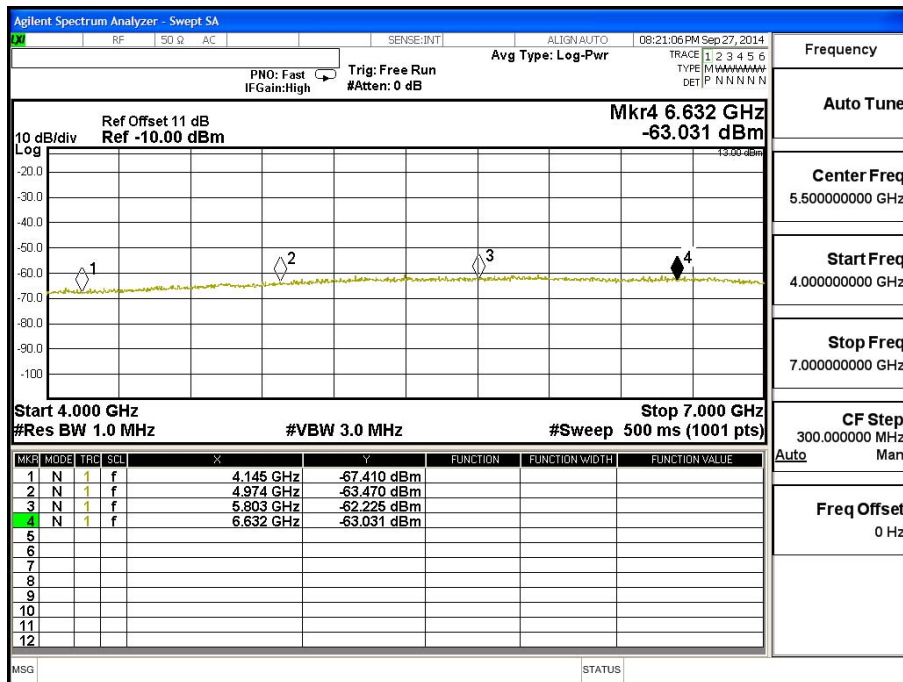 Agilent Spectrum Analyzer - Swept SA
LXI RF 50 Ω AC SENSE:INT ALIGN AUTO 08:21:06 PM Sep 27, 2014
Avg Type: Log-Pwr
TRACE 1 2 3 4 5 6
TYPE M
DET P N N N N N
PNO: Fast
IFGain:High
Trig: Free Run
#Atten: 0 dB
Frequency
Auto Tune
Mkr4 6.632 GHz
-63.031 dBm
Ref Offset 11 dB
10 dB/div Ref -10.00 dBm
Log
-20.0
-30.0
-40.0
-50.0
-60.0
-70.0
-80.0
-90.0
-100
1
2
3
4
Center Freq
5.500000000 GHz
Start Freq
4.000000000 GHz
Stop Freq
7.000000000 GHz
Start 4.000 GHz Stop 7.000 GHz
#Res BW 1.0 MHz #VBW 3.0 MHz #Sweep 500 ms (1001 pts)
CF Step
300.000000 MHz
Auto Man
Freq Offset
0 Hz
MKR MODE TRC SCL X Y FUNCTION FUNCTION WIDTH FUNCTION VALUE
1 N 1 f 4.145 GHz -67.410 dBm
2 N 1 f 4.974 GHz -63.470 dBm
3 N 1 f 5.803 GHz -62.225 dBm
4 N 1 f 6.632 GHz -63.031 dBm
5
6
7
8
9
10
11
12
MSG STATUS